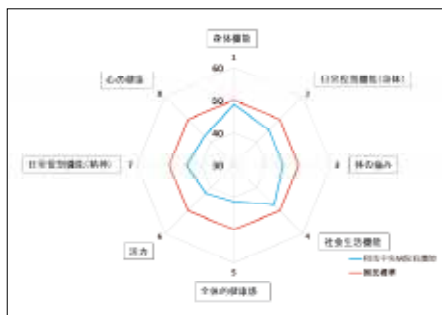 身体機能
1
60
心の健康
日常役割機能(身体)
8
2
50
40
日常役割機能(精神)
7
30
3
体の痛み
社会生活機能
6
4
活力
国民標準
5
全体的健康感